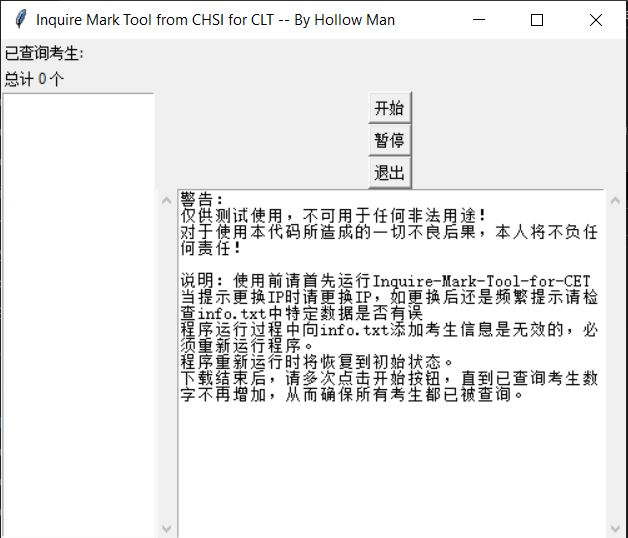 Inquire Mark Tool from CHSI for CLT -- By Hollow Man
已查询考生:
总计 0 个
开始
暂停
退出
警告:
仅供测试使用，不可用于任何非法用途!
对于使用本代码所造成的一切不良后果，本人将不负任
何责任!
说明: 使用前请首先运行Inquire-Mark-Tool-for-CET
当提示更换IP时请更换IP，如更换后还是频繁提示请检
查info.txt中特定数据是否有误
程序运行过程中向info.txt添加考生信息是无效的，必
须重新运行程序。
程序重新运行时将恢复到初始状态。
下载结束后，请多次点击开始按钮，直到已查询考生数
字不再增加，从而确保所有考生都已被查询。